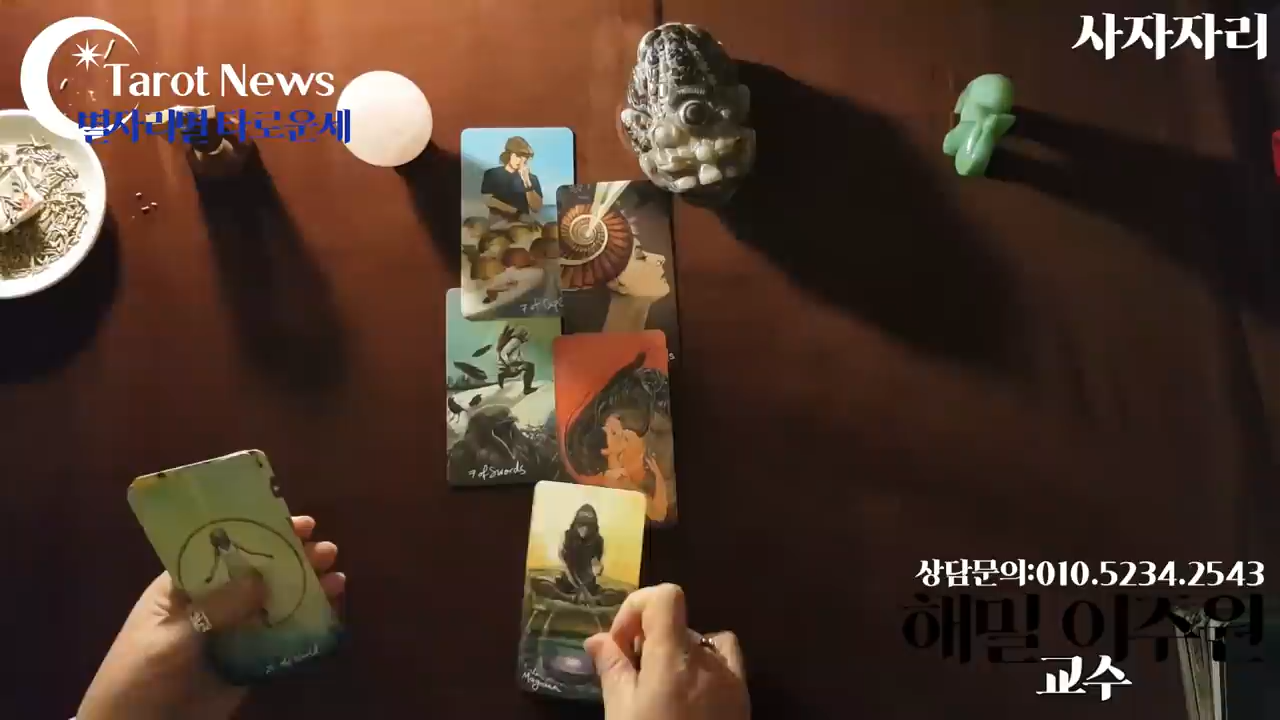 Tarot News
별자리별 타로운세
사자자리
7 of Cups
7 of Swords
상담문의:010.5234.2543
해밀 이주원
교수